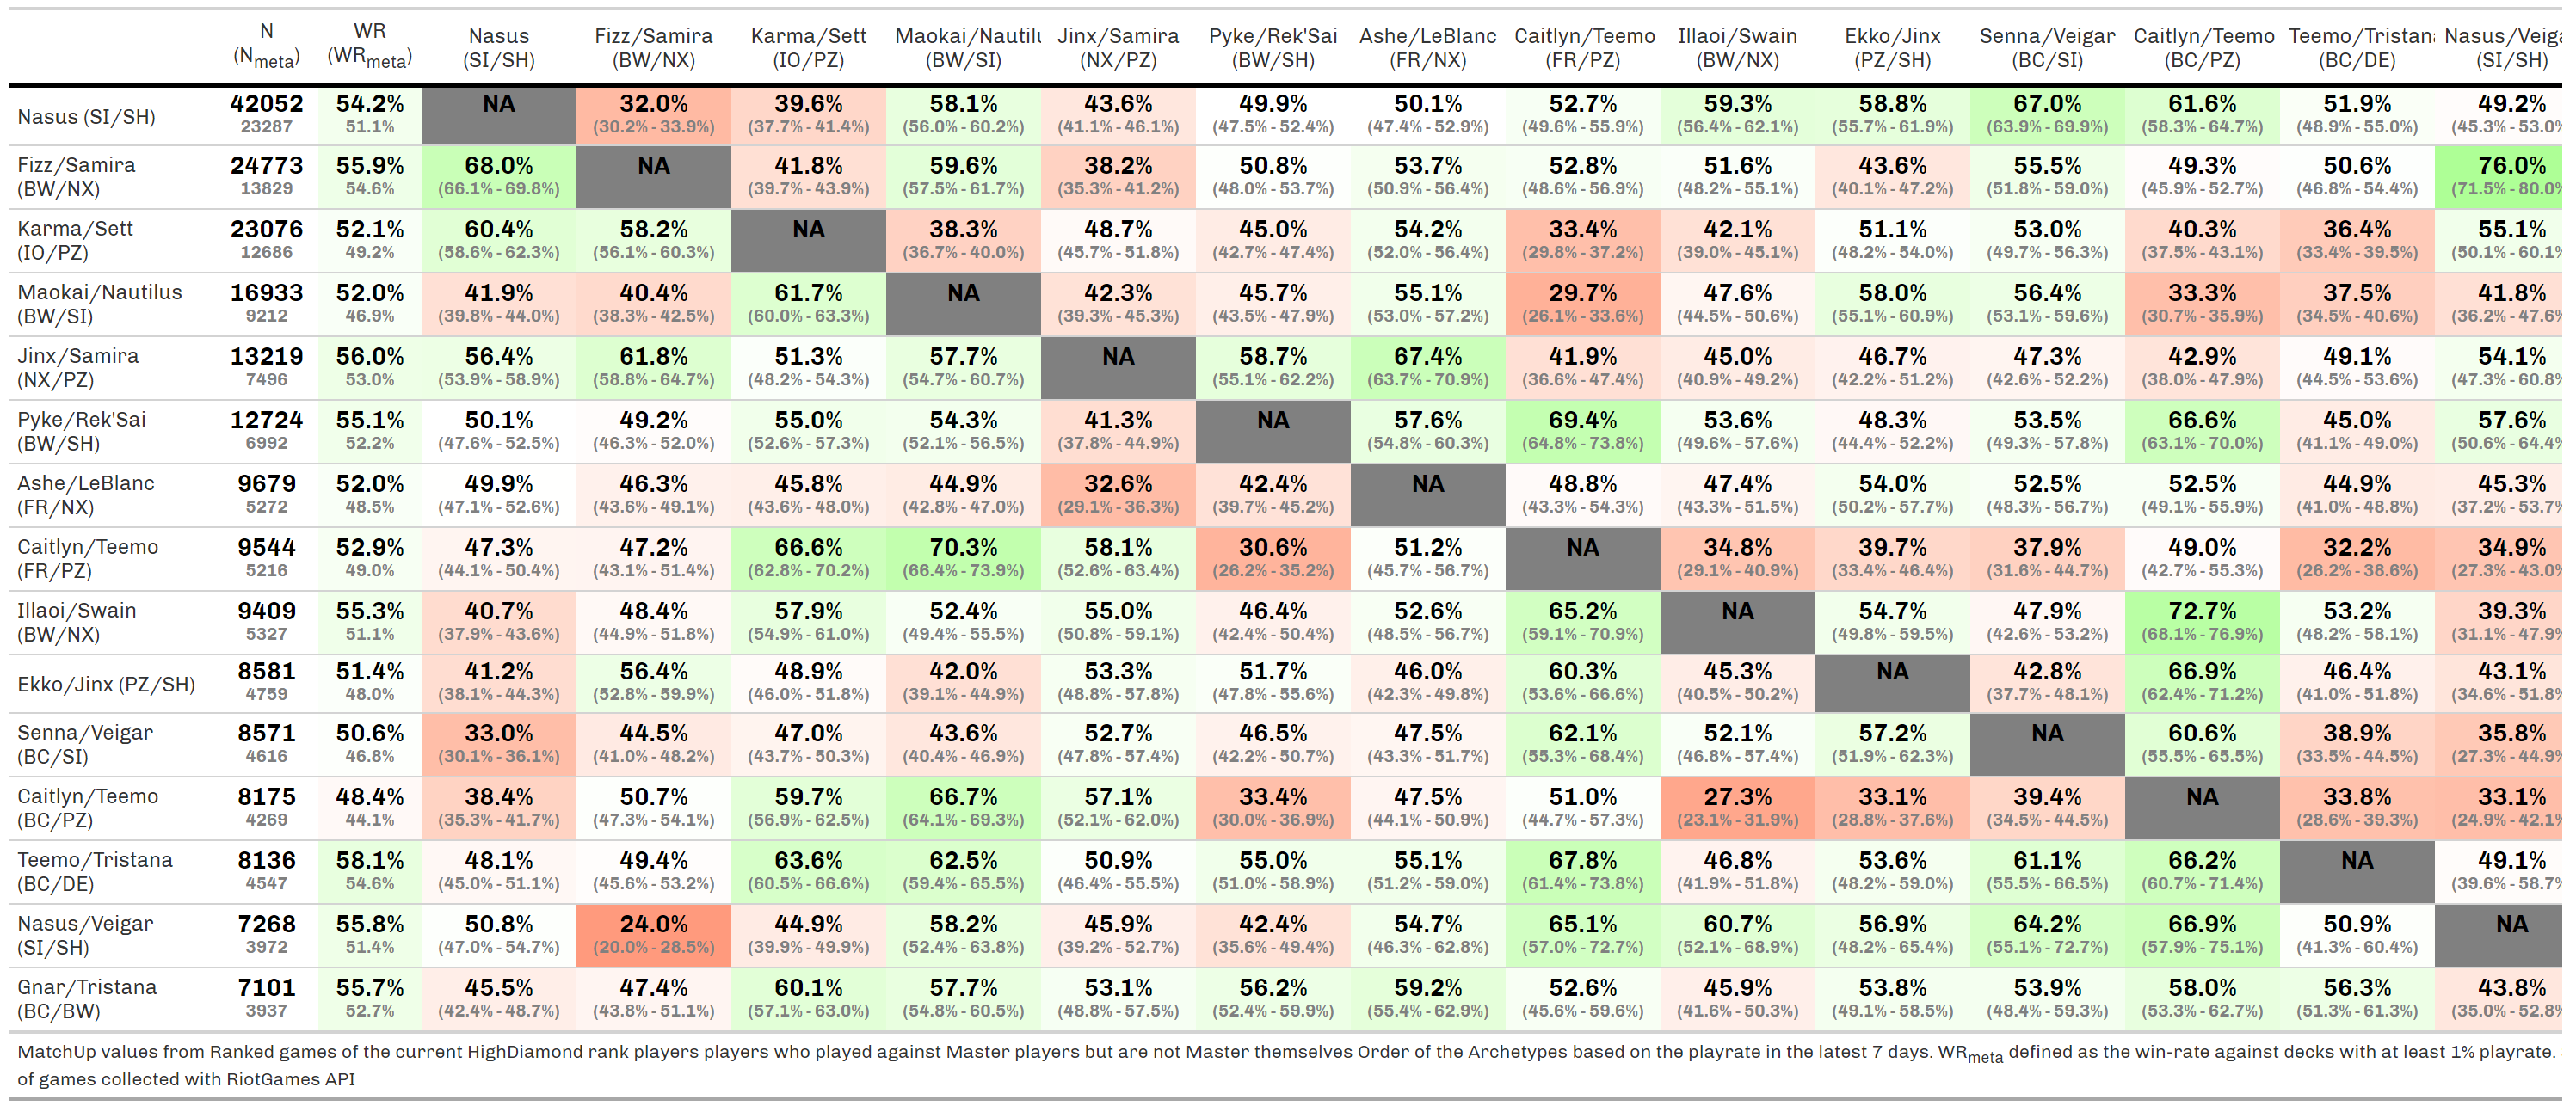 N WR Nasus Fizz/Samira Karma/Sett Maokai/Nautilu Jinx/Samira Pyke/Rek'Sai Ashe/LeBlanc Caitlyn/Teemo Illaoi/Swain Ekko/Jinx Senna/Veigar Caitlyn/Teemo Teemo/Tristana Nasus/Veiga
(Nmeta) (WRmeta) (SI/SH) (BW/NX) (IO/PZ) (BW/SI) (NX/PZ) (BW/SH) (FR/NX) (FR/PZ) (BW/NX) (PZ/SH) (BC/SI) (BC/PZ) (BC/DE) (SI/SH)
Nasus (SI/SH) 42052 54.2% NA 32.0% 39.6% 58.1% 43.6% 49.9% 50.1% 52.7% 59.3% 58.8% 67.0% 61.6% 51.9% 49.2%
23287 51.1% (30.2% - 33.9%) (37.7% - 41.4%) (56.0% - 60.2%) (41.1% - 46.1%) (47.5% - 52.4%) (47.4% - 52.9%) (49.6% - 55.9%) (56.4% - 62.1%) (55.7% - 61.9%) (63.9% - 69.9%) (58.3% - 64.7%) (48.9% - 55.0%) (45.3% - 53.0%
Fizz/Samira 24773 55.9% 68.0% NA 41.8% 59.6% 38.2% 50.8% 53.7% 52.8% 51.6% 43.6% 55.5% 49.3% 50.6% 76.0%
(BW/NX) 13829 54.6% (66.1% - 69.8%) (39.7% - 43.9%) (57.5% - 61.7%) (35.3% - 41.2%) (48.0% - 53.7%) (50.9% - 56.4%) (48.6% - 56.9%) (48.2% - 55.1%) (40.1% - 47.2%) (51.8% - 59.0%) (45.9% - 52.7%) (46.8% - 54.4%) (71.5% - 80.0%
Karma/Sett 23076 52.1% 60.4% 58.2% NA 38.3% 48.7% 45.0% 54.2% 33.4% 42.1% 51.1% 53.0% 40.3% 36.4% 55.1%
(IO/PZ) 12686 49.2% (58.6% - 62.3%) (56.1% - 60.3%) (36.7% - 40.0%) (45.7% - 51.8%) (42.7% - 47.4%) (52.0% - 56.4%) (29.8% - 37.2%) (39.0% - 45.1%) (48.2% - 54.0%) (49.7% - 56.3%) (37.5% - 43.1%) (33.4% - 39.5%) (50.1% - 60.1%
Maokai/Nautilus 16933 52.0% 41.9% 40.4% 61.7% NA 42.3% 45.7% 55.1% 29.7% 47.6% 58.0% 56.4% 33.3% 37.5% 41.8%
(BW/SI) 9212 46.9% (39.8% - 44.0%) (38.3% - 42.5%) (60.0% - 63.3%) (39.3% - 45.3%) (43.5% - 47.9%) (53.0% - 57.2%) (26.1% - 33.6%) (44.5% - 50.6%) (55.1% - 60.9%) (53.1% - 59.6%) (30.7% - 35.9%) (34.5% - 40.6%) (36.2% - 47.6%
Jinx/Samira 13219 56.0% 56.4% 61.8% 51.3% 57.7% NA 58.7% 67.4% 41.9% 45.0% 46.7% 47.3% 42.9% 49.1% 54.1%
(NX/PZ) 7496 53.0% (53.9% - 58.9%) (58.8% - 64.7%) (48.2% - 54.3%) (54.7% - 60.7%) (55.1% - 62.2%) (63.7% - 70.9%) (36.6% - 47.4%) (40.9% - 49.2%) (42.2% - 51.2%) (42.6% - 52.2%) (38.0% - 47.9%) (44.5% - 53.6%) (47.3% - 60.8%
Pyke/Rek'Sai 12724 55.1% 50.1% 49.2% 55.0% 54.3% 41.3% NA 57.6% 69.4% 53.6% 48.3% 53.5% 66.6% 45.0% 57.6%
(BW/SH) 6992 52.2% (47.6% - 52.5%) (46.3% - 52.0%) (52.6% - 57.3%) (52.1% - 56.5%) (37.8% - 44.9%) (54.8% - 60.3%) (64.8% - 73.8%) (49.6% - 57.6%) (44.4% - 52.2%) (49.3% - 57.8%) (63.1% - 70.0%) (41.1% - 49.0%) (50.6% - 64.4%
Ashe/LeBlanc 9679 52.0% 49.9% 46.3% 45.8% 44.9% 32.6% 42.4% NA 48.8% 47.4% 54.0% 52.5% 52.5% 44.9% 45.3%
(FR/NX) 5272 48.5% (47.1% - 52.6%) (43.6% - 49.1%) (43.6% - 48.0%) (42.8% - 47.0%) (29.1% - 36.3%) (39.7% - 45.2%) (43.3% - 54.3%) (43.3% - 51.5%) (50.2% - 57.7%) (48.3% - 56.7%) (49.1% - 55.9%) (41.0% - 48.8%) (37.2% - 53.7%
Caitlyn/Teemo 9544 52.9% 47.3% 47.2% 66.6% 70.3% 58.1% 30.6% 51.2% NA 34.8% 39.7% 37.9% 49.0% 32.2% 34.9%
(FR/PZ) 5216 49.0% (44.1% - 50.4%) (43.1% - 51.4%) (62.8% - 70.2%) (66.4% - 73.9%) (52.6% - 63.4%) (26.2% - 35.2%) (45.7% - 56.7%) (29.1% - 40.9%) (33.4% - 46.4%) (31.6% - 44.7%) (42.7% - 55.3%) (26.2% - 38.6%) (27.3% - 43.0%
Illaoi/Swain 9409 55.3% 40.7% 48.4% 57.9% 52.4% 55.0% 46.4% 52.6% 65.2% NA 54.7% 47.9% 72.7% 53.2% 39.3%
(BW/NX) 5327 51.1% (37.9% - 43.6%) (44.9% - 51.8%) (54.9% - 61.0%) (49.4% - 55.5%) (50.8% - 59.1%) (42.4% - 50.4%) (48.5% - 56.7%) (59.1% - 70.9%) (49.8% - 59.5%) (42.6% - 53.2%) (68.1% - 76.9%) (48.2% - 58.1%) (31.1% - 47.9%
Ekko/Jinx (PZ/SH) 8581 51.4% 41.2% 56.4% 48.9% 42.0% 53.3% 51.7% 46.0% 60.3% 45.3% NA 42.8% 66.9% 46.4% 43.1%
4759 48.0% (38.1% - 44.3%) (52.8% - 59.9%) (46.0% - 51.8%) (39.1% - 44.9%) (48.8% - 57.8%) (47.8% - 55.6%) (42.3% - 49.8%) (53.6% - 66.6%) (40.5% - 50.2%) (37.7% - 48.1%) (62.4% - 71.2%) (41.0% - 51.8%) (34.6% - 51.8%
Senna/Veigar 8571 50.6% 33.0% 44.5% 47.0% 43.6% 52.7% 46.5% 47.5% 62.1% 52.1% 57.2% NA 60.6% 38.9% 35.8%
(BC/SI) 4616 46.8% (30.1% - 36.1%) (41.0% - 48.2%) (43.7% - 50.3%) (40.4% - 46.9%) (47.8% - 57.4%) (42.2% - 50.7%) (43.3% - 51.7%) (55.3% - 68.4%) (46.8% - 57.4%) (51.9% - 62.3%) (55.5% - 65.5%) (33.5% - 44.5%) (27.3% - 44.9%
Caitlyn/Teemo 8175 48.4% 38.4% 50.7% 59.7% 66.7% 57.1% 33.4% 47.5% 51.0% 27.3% 33.1% 39.4% NA 33.8% 33.1%
(BC/PZ) 4269 44.1% (35.3% - 41.7%) (47.3% - 54.1%) (56.9% - 62.5%) (64.1% - 69.3%) (52.1% - 62.0%) (30.0% - 36.9%) (44.1% - 50.9%) (44.7% - 57.3%) (23.1% - 31.9%) (28.8% - 37.6%) (34.5% - 44.5%) (28.6% - 39.3%) (24.9% - 42.1%
Teemo/Tristana 8136 58.1% 48.1% 49.4% 63.6% 62.5% 50.9% 55.0% 55.1% 67.8% 46.8% 53.6% 61.1% 66.2% NA 49.1%
(BC/DE) 4547 54.6% (45.0% - 51.1%) (45.6% - 53.2%) (60.5% - 66.6%) (59.4% - 65.5%) (46.4% - 55.5%) (51.0% - 58.9%) (51.2% - 59.0%) (61.4% - 73.8%) (41.9% - 51.8%) (48.2% - 59.0%) (55.5% - 66.5%) (60.7% - 71.4%) (39.6% - 58.7%
Nasus/Veigar 7268 55.8% 50.8% 24.0% 44.9% 58.2% 45.9% 42.4% 54.7% 65.1% 60.7% 56.9% 64.2% 66.9% 50.9% NA
(SI/SH) 3972 51.4% (47.0% - 54.7%) (20.0% - 28.5%) (39.9% - 49.9%) (52.4% - 63.8%) (39.2% - 52.7%) (35.6% - 49.4%) (46.3% - 62.8%) (57.0% - 72.7%) (52.1% - 68.9%) (48.2% - 65.4%) (55.1% - 72.7%) (57.9% - 75.1%) (41.3% - 60.4%)
Gnar/Tristana 7101 55.7% 45.5% 47.4% 60.1% 57.7% 53.1% 56.2% 59.2% 52.6% 45.9% 53.8% 53.9% 58.0% 56.3% 43.8%
(BC/BW) 3937 52.7% (42.4% - 48.7%) (43.8% - 51.1%) (57.1% - 63.0%) (54.8% - 60.5%) (48.8% - 57.5%) (52.4% - 59.9%) (55.4% - 62.9%) (45.6% - 59.6%) (41.6% - 50.3%) (49.1% - 58.5%) (48.4% - 59.3%) (53.3% - 62.7%) (51.3% - 61.3%) (35.0% - 52.8%
MatchUp values from Ranked games of the current HighDiamond rank players players who played against Master players but are not Master themselves Order of the Archetypes based on the playrate in the latest 7 days. WRmeta defined as the win-rate against decks with at least 1% playrate.
of games collected with RiotGames API